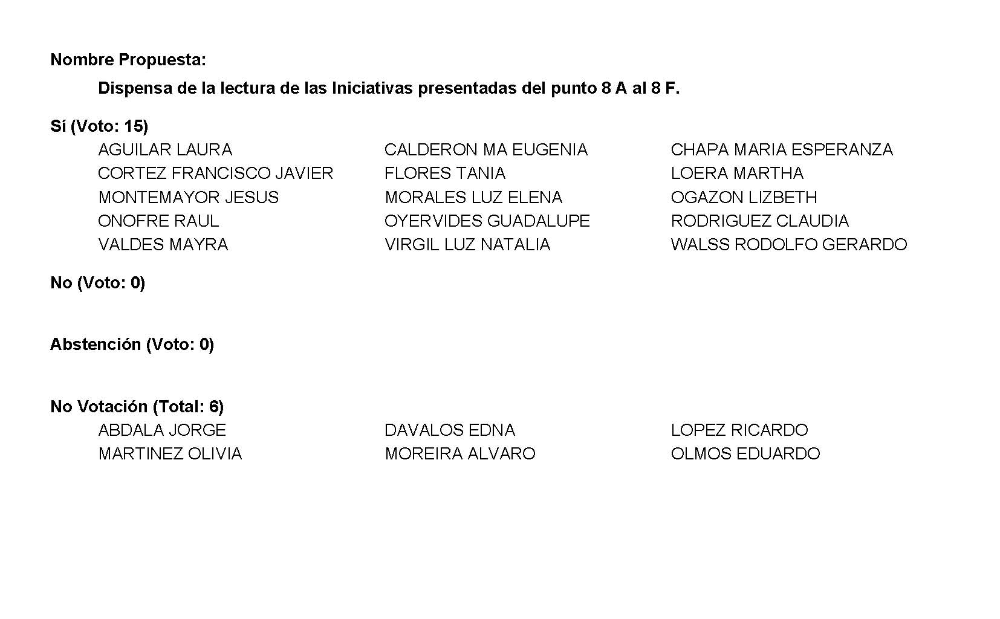 Nombre Propuesta:
Dispensa de la lectura de las Iniciativas presentadas del punto 8 A al 8 F.
Sí (Voto: 15)
AGUILAR LAURA CALDERON MA EUGENIA CHAPA MARIA ESPERANZA
CORTEZ FRANCISCO JAVIER FLORES TANIA LOERA MARTHA
MONTEMAYOR JESUS MORALES LUZ ELENA OGAZON LIZBETH
ONOFRE RAUL OYERVIDES GUADALUPE RODRIGUEZ CLAUDIA
VALDES MAYRA VIRGIL LUZ NATALIA WALSS RODOLFO GERARDO
No (Voto: 0)
Abstención (Voto: 0)
No Votación (Total: 6)
ABDALA JORGE DAVALOS EDNA LOPEZ RICARDO
MARTINEZ OLIVIA MOREIRA ALVARO OLMOS EDUARDO